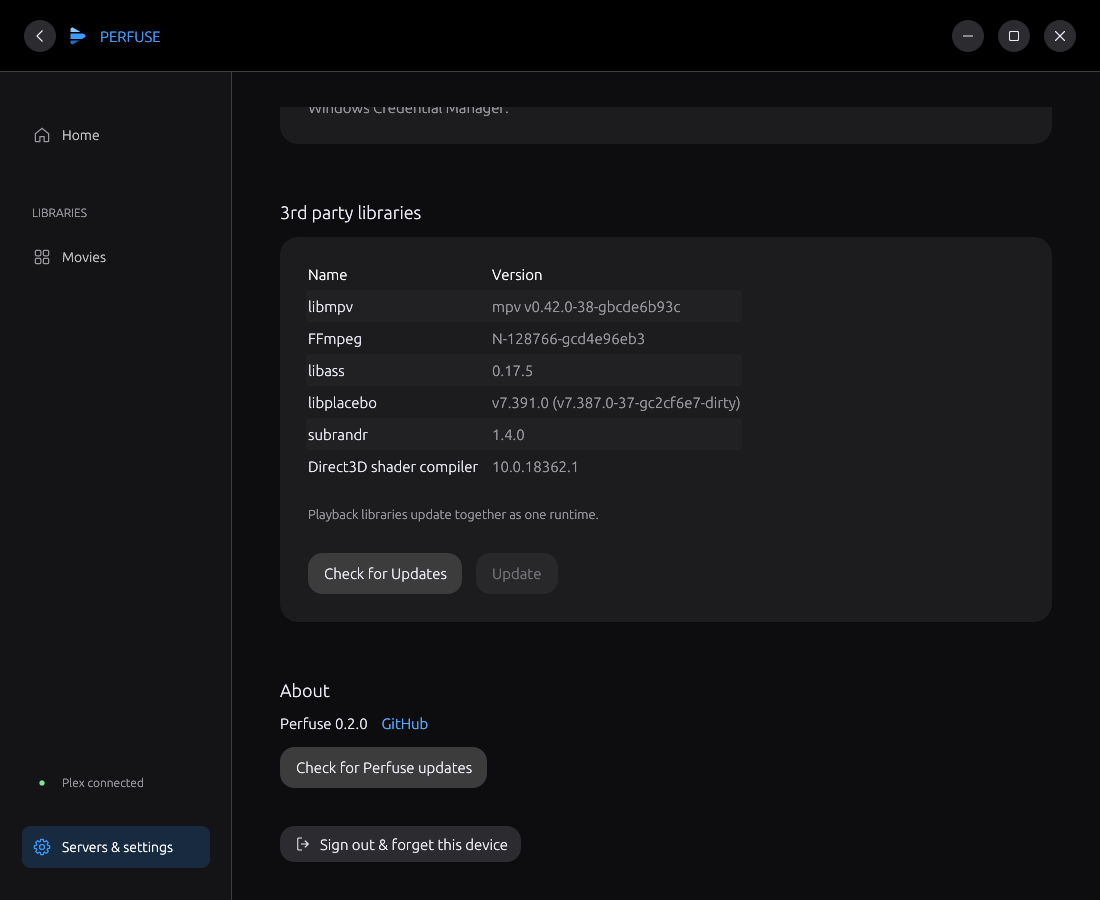 PERFUSE
Home
LIBRARIES
Movies
Plex connected
Servers & settings
Windows Credential Manager.
3rd party libraries
Name Version
libmpv mpv v0.42.0-38-gbcde6b93c
FFmpeg N-128766-gcd4e96eb3
libass 0.17.5
libplacebo v7.391.0 (v7.387.0-37-gc2cf6e7-dirty)
subrandr 1.4.0
Direct3D shader compiler 10.0.18362.1
Playback libraries update together as one runtime.
Check for Updates Update
About
Perfuse 0.2.0 GitHub
Check for Perfuse updates
Sign out & forget this device